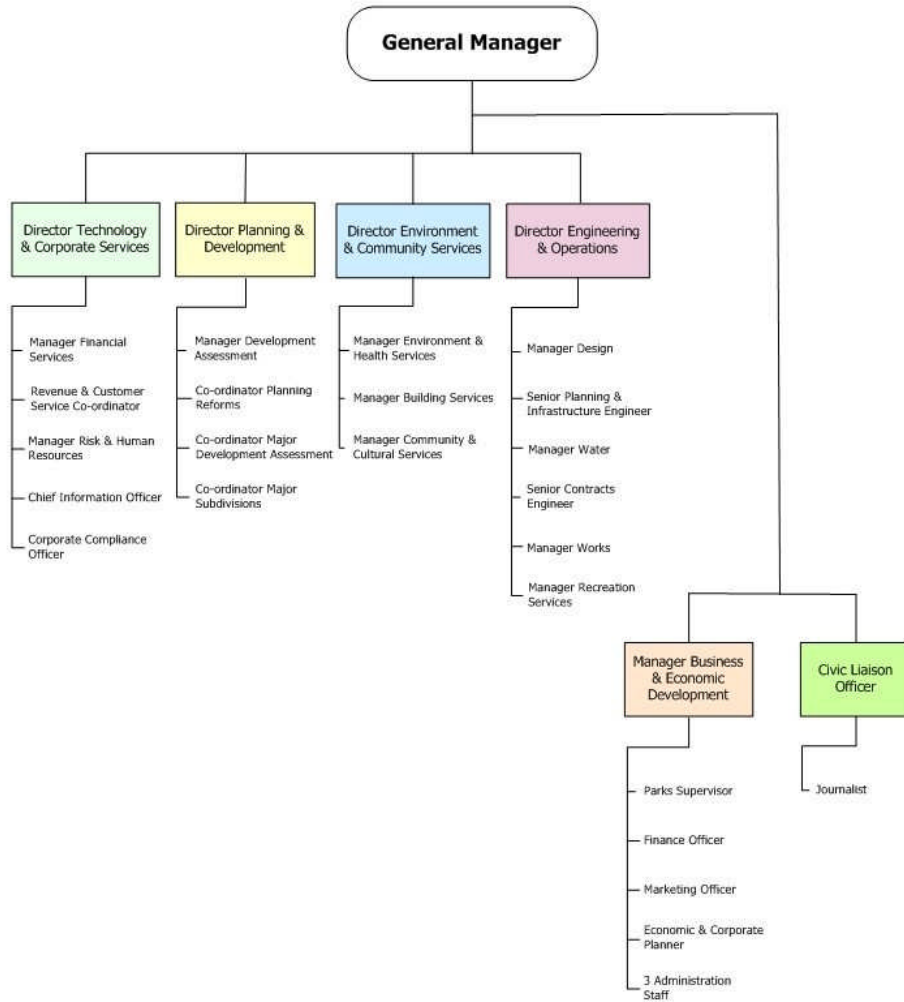 General Manager
Director Technology
& Corporate Services
Director Planning &
Development
Director Environment
& Community Services
Director Engineering
& Operations
Manager Financial
Services
Revenue & Customer
Service Co-ordinator
Manager Risk & Human
Resources
Chief Information Officer
Corporate Compliance
Officer
Manager Development
Assessment
Co-ordinator Planning
Reforms
Co-ordinator Major
Development Assessment
Co-ordinator Major
Subdivisions
Manager Environment &
Health Services
Manager Building Services
Manager Community &
Cultural Services
Manager Design
Senior Planning &
Infrastructure Engineer
Manager Water
Senior Contracts
Engineer
Manager Works
Manager Recreation
Services
Manager Business
& Economic
Development
Civic Liaison
Officer
Parks Supervisor
Finance Officer
Marketing Officer
Economic & Corporate
Planner
3 Administration
Staff
Journalist